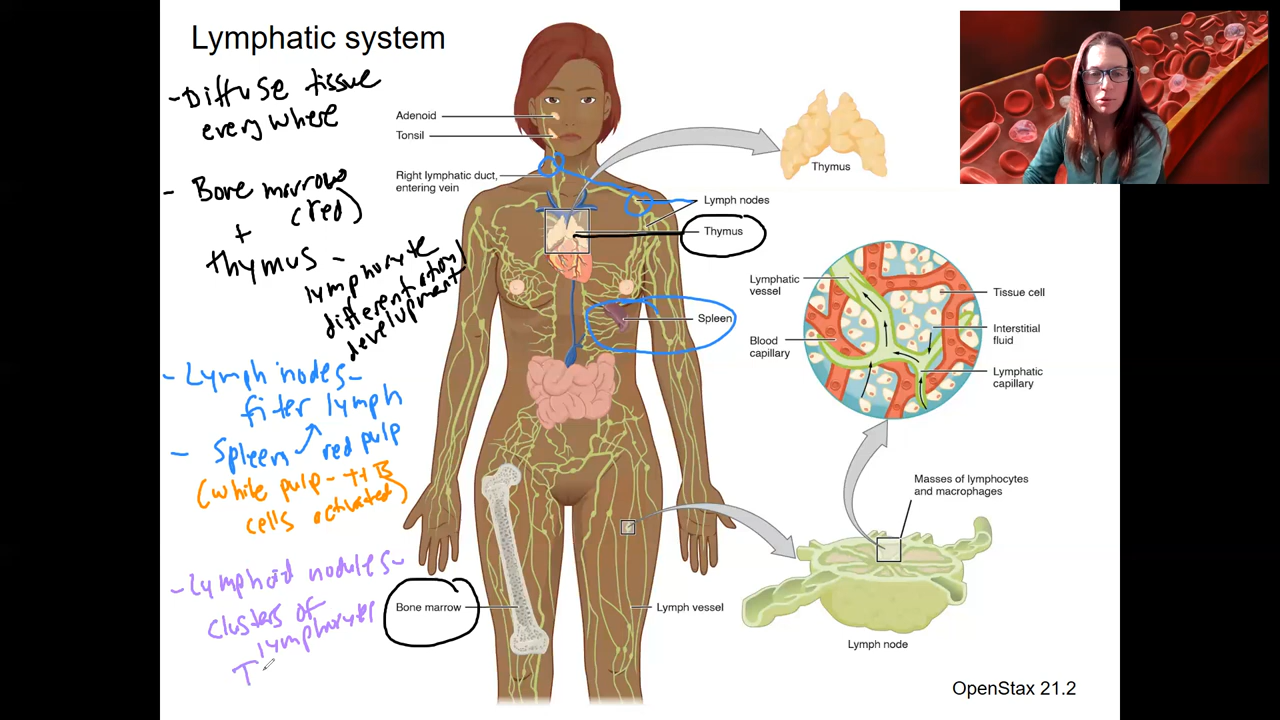 Lymphatic system
- Diffuse tissue
everywhere
- Bone marrow
(red)
+
thymus -
lymphocyte
differentiation/
development
- Lymph nodes -
filter lymph
- Spleen red pulp
(white pulp - T+B
cells activated)
- Lymphoid nodules -
clusters of
lymphocytes
T
Adenoid
Tonsil
Right lymphatic duct,
entering vein
Thymus
Lymph nodes
Thymus
Spleen
Bone marrow
Lymph vessel
Lymphatic
vessel
Blood
capillary
Tissue cell
Interstitial
fluid
Lymphatic
capillary
Masses of lymphocytes
and macrophages
Lymph node
OpenStax 21.2